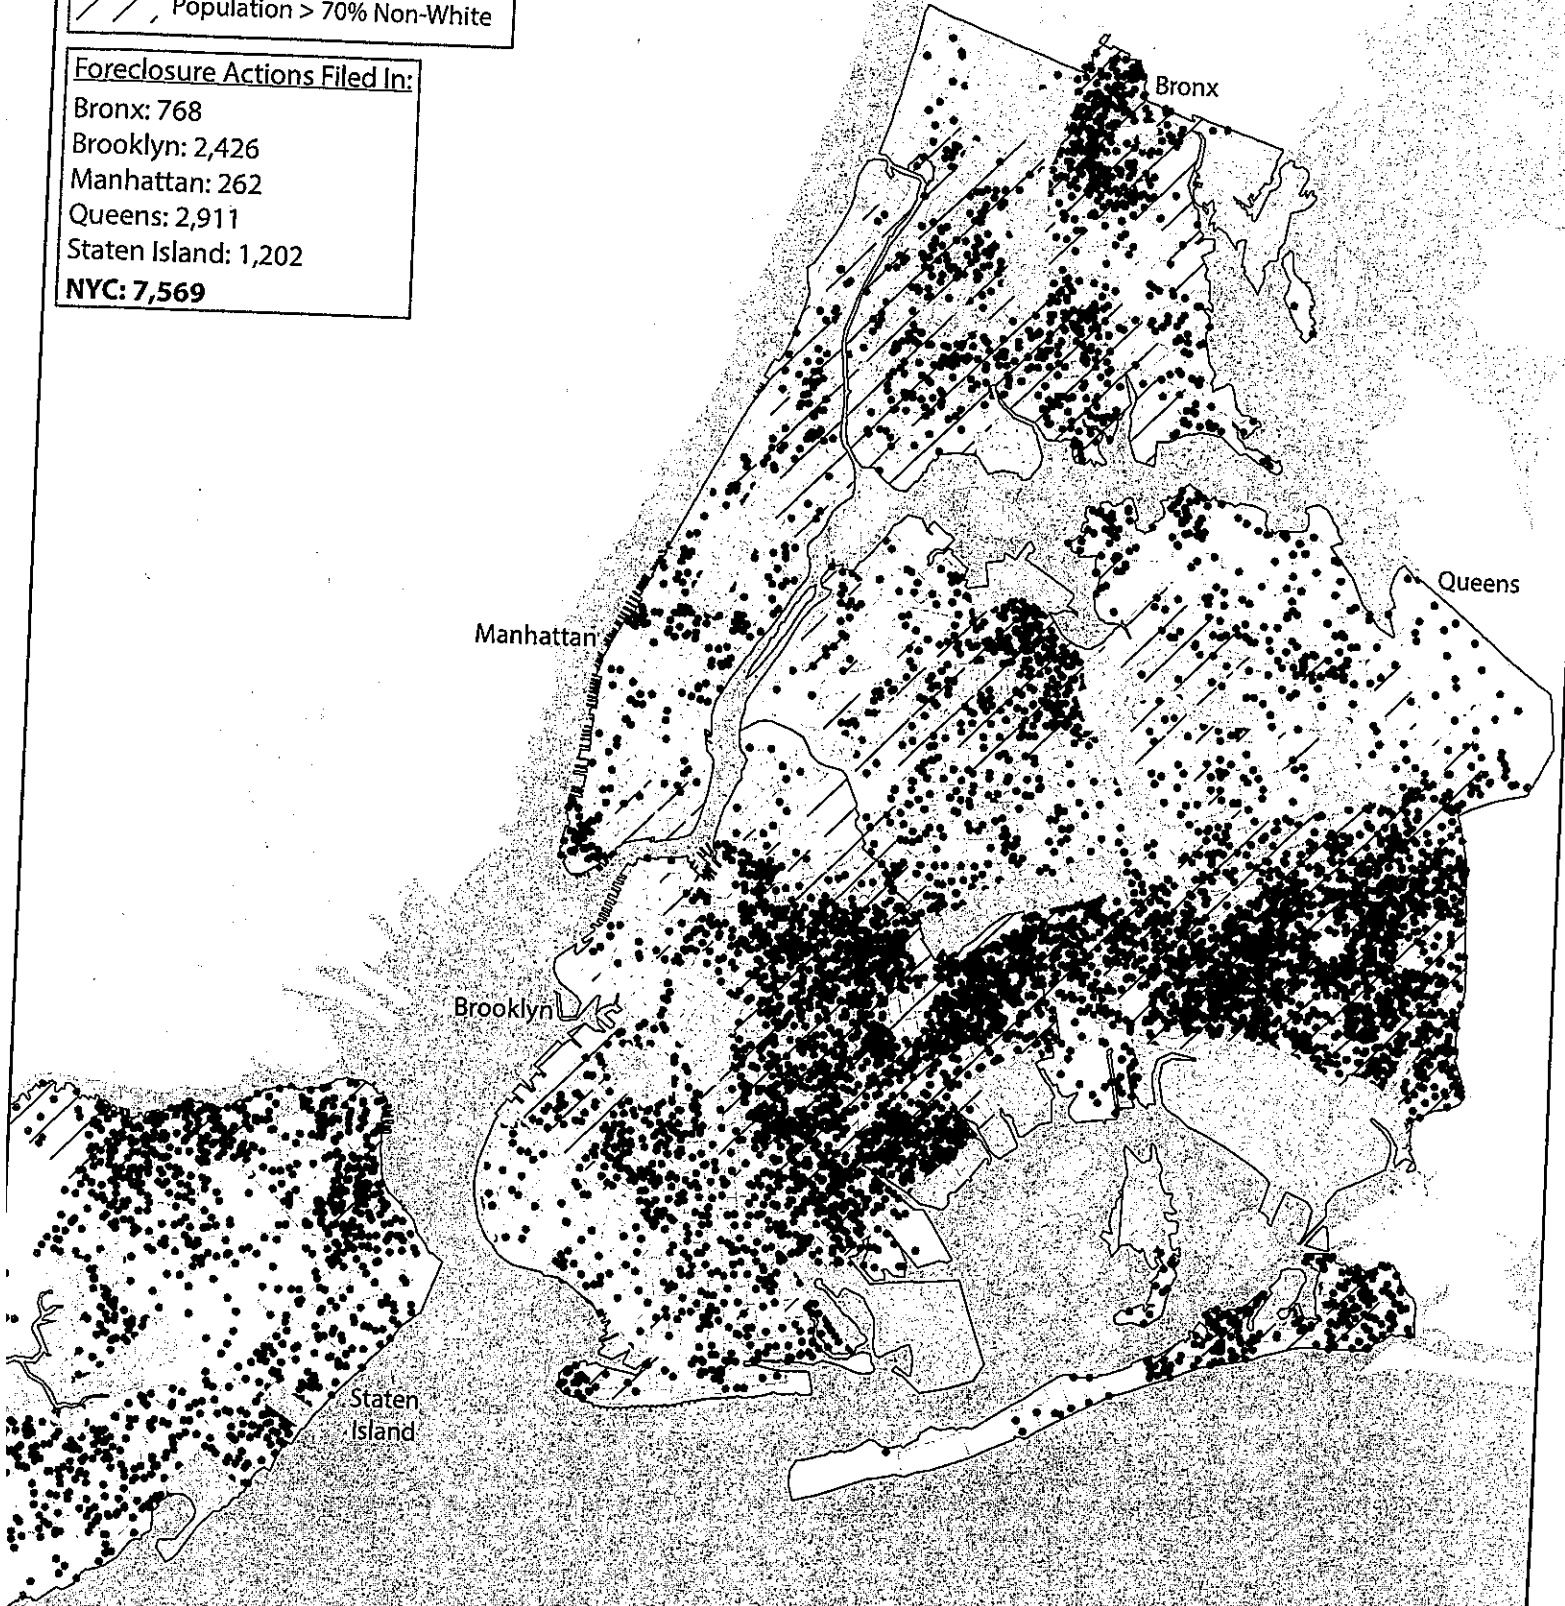 Population > 70% Non-White
Foreclosure Actions Filed In:
Bronx: 768
Brooklyn: 2,426
Manhattan: 262
Queens: 2,911
Staten Island: 1,202
NYC: 7,569
Bronx
Queens
Manhattan
Brooklyn
Staten
Island